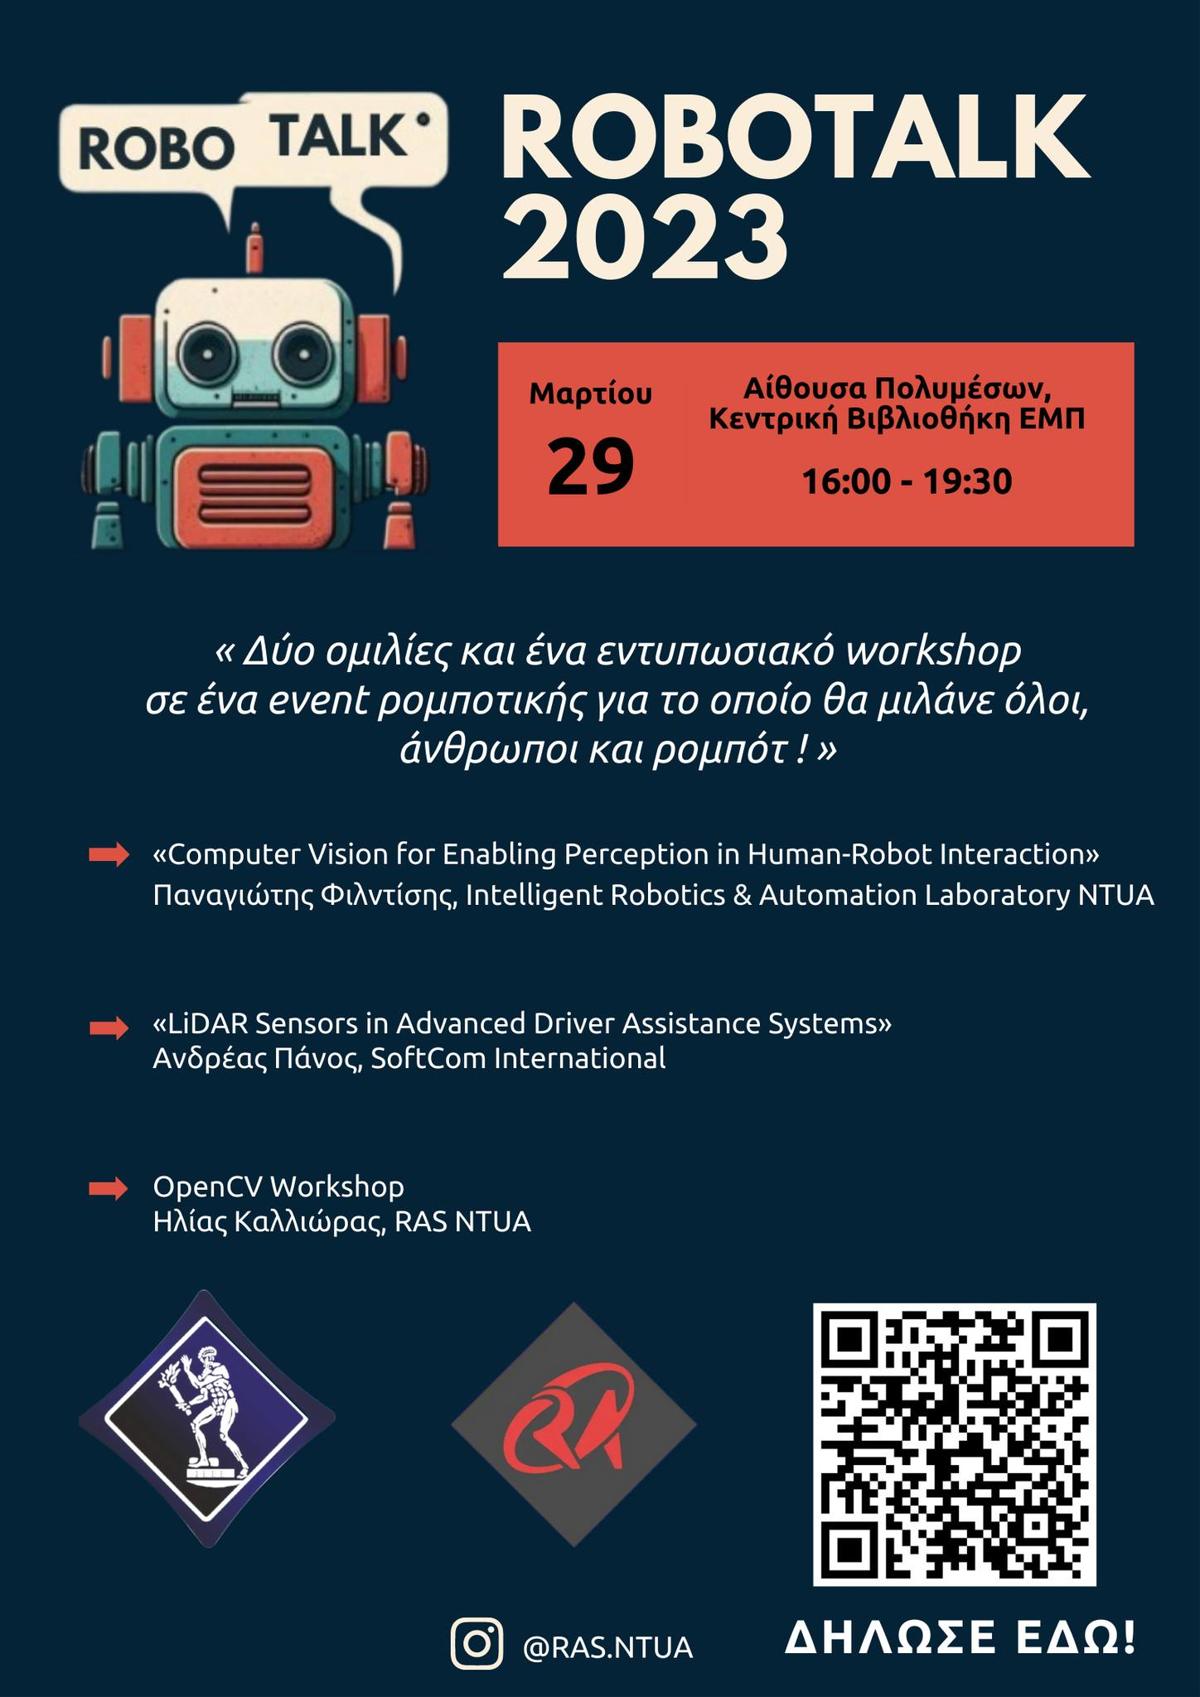 ROBO TALK
ROBOTALK
2023
Μαρτίου
29
Αίθουσα Πολυμέσων,
Κεντρική Βιβλιοθήκη ΕΜΠ
16:00 - 19:30
« Δύο ομιλίες και ένα εντυπωσιακό workshop
σε ένα event ρομποτικής για το οποίο θα μιλάνε όλοι,
άνθρωποι και ρομπότ ! »
«Computer Vision for Enabling Perception in Human-Robot Interaction»
Παναγιώτης Φιλντίσης, Intelligent Robotics & Automation Laboratory NTUA
«LiDAR Sensors in Advanced Driver Assistance Systems»
Ανδρέας Πάνος, SoftCom International
OpenCV Workshop
Ηλίας Καλλιώρας, RAS NTUA
RA
@RAS.NTUA
ΔΗΛΩΣΕ ΕΔΩ!